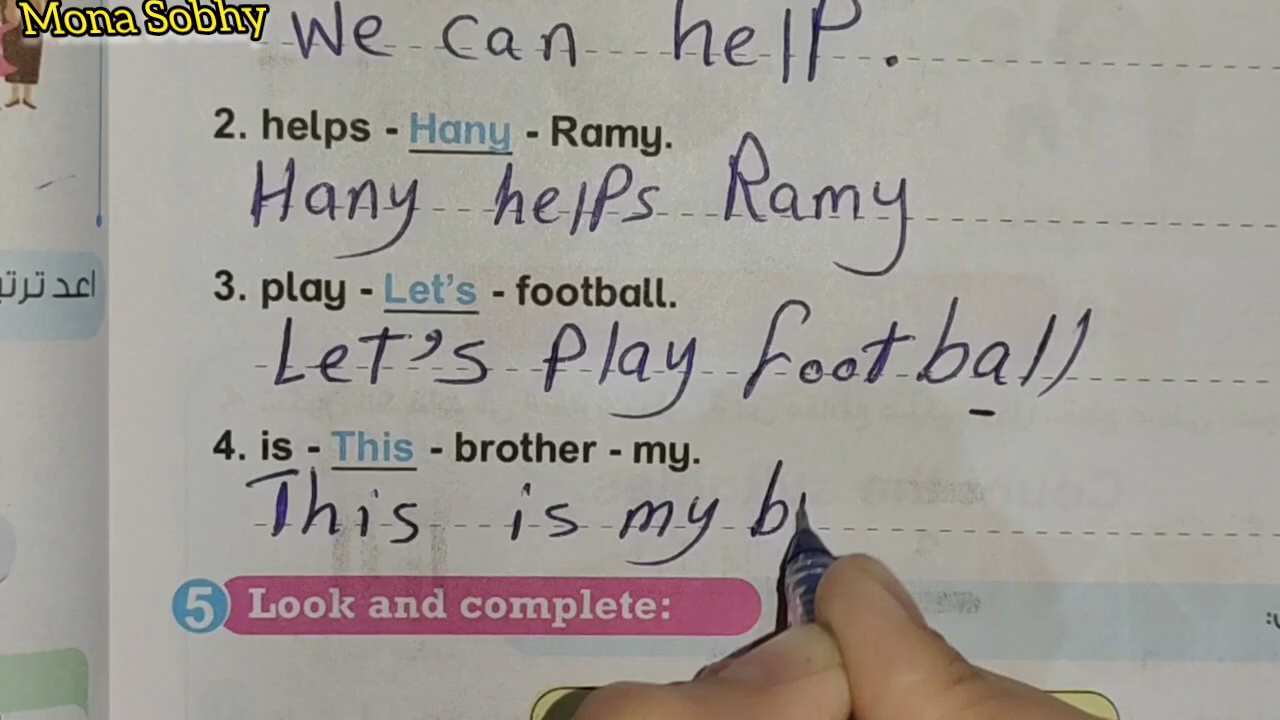 Mona Sobhy
We can help.
2. helps - Hany - Ramy.
Hany helps Ramy
3. play - Let's - football.
اعد ترت
Let's play football
4. is - This - brother - my.
This is my b
5 Look and complete: